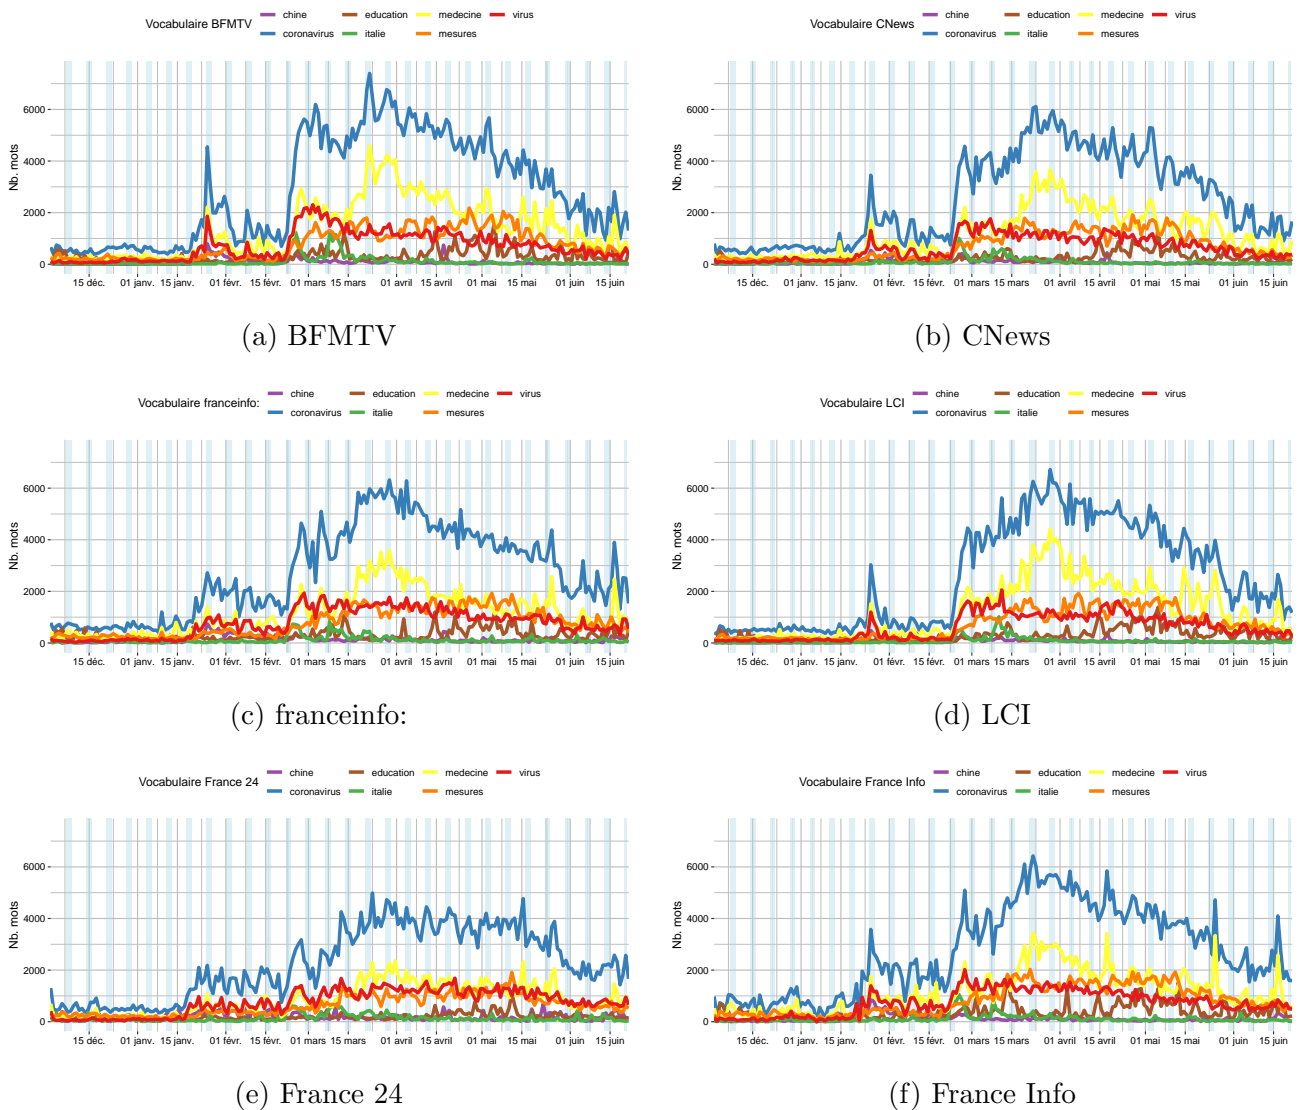 Vocabulaire BFMTV
chine education medecine virus
coronavirus italie mesures
Nb. mots
6000
4000
2000
0
15 déc. 01 janv. 15 janv. 01 févr. 15 févr. 01 mars 15 mars 01 avril 15 avril 01 mai 15 mai 01 juin 15 juin
(a) BFMTV
Vocabulaire CNews
chine education medecine virus
coronavirus italie mesures
Nb. mots
6000
4000
2000
0
15 déc. 01 janv. 15 janv. 01 févr. 15 févr. 01 mars 15 mars 01 avril 15 avril 01 mai 15 mai 01 juin 15 juin
(b) CNews
Vocabulaire franceinfo:
chine education medecine virus
coronavirus italie mesures
Nb. mots
6000
4000
2000
0
15 déc. 01 janv. 15 janv. 01 févr. 15 févr. 01 mars 15 mars 01 avril 15 avril 01 mai 15 mai 01 juin 15 juin
(c) franceinfo:
Vocabulaire LCI
chine education medecine virus
coronavirus italie mesures
Nb. mots
6000
4000
2000
0
15 déc. 01 janv. 15 janv. 01 févr. 15 févr. 01 mars 15 mars 01 avril 15 avril 01 mai 15 mai 01 juin 15 juin
(d) LCI
Vocabulaire France 24
chine education medecine virus
coronavirus italie mesures
Nb. mots
6000
4000
2000
0
15 déc. 01 janv. 15 janv. 01 févr. 15 févr. 01 mars 15 mars 01 avril 15 avril 01 mai 15 mai 01 juin 15 juin
(e) France 24
Vocabulaire France Info
chine education medecine virus
coronavirus italie mesures
Nb. mots
6000
4000
2000
0
15 déc. 01 janv. 15 janv. 01 févr. 15 févr. 01 mars 15 mars 01 avril 15 avril 01 mai 15 mai 01 juin 15 juin
(f) France Info